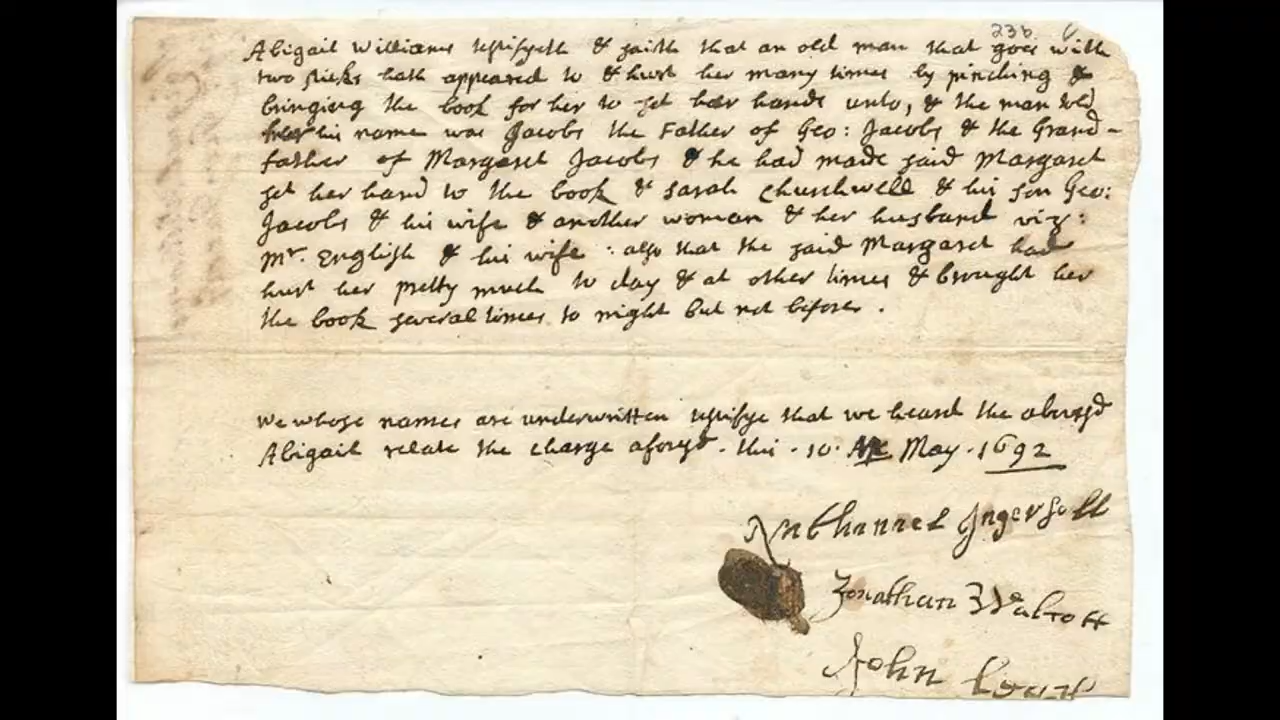 236 6
Abigail Williams testifyeth & saith that an old man that goes with
two sticks hath appeared to & hurt her many times by pinching &
bringing the book for her to set her hands unto, & the man told
her his name was Jacobs the Father of Geo: Jacobs & the Grand-
father of Margaret Jacobs & he had made said Margaret
set her hand to the book & Sarah Churchwell & his son Geo:
Jacobs & his wife & another woman & her husband viz:
Mr. English & his wife : also that the said Margaret had
hurt her pretty much to day & at other times & brought her
the book several times to night but not before .
We whose names are underwritten testifye that we heard the abovesd
Abigail relate the charge aforesd . this . 10. May . 1692
Nathanael Ingersoll
Jonathan Walcott
John